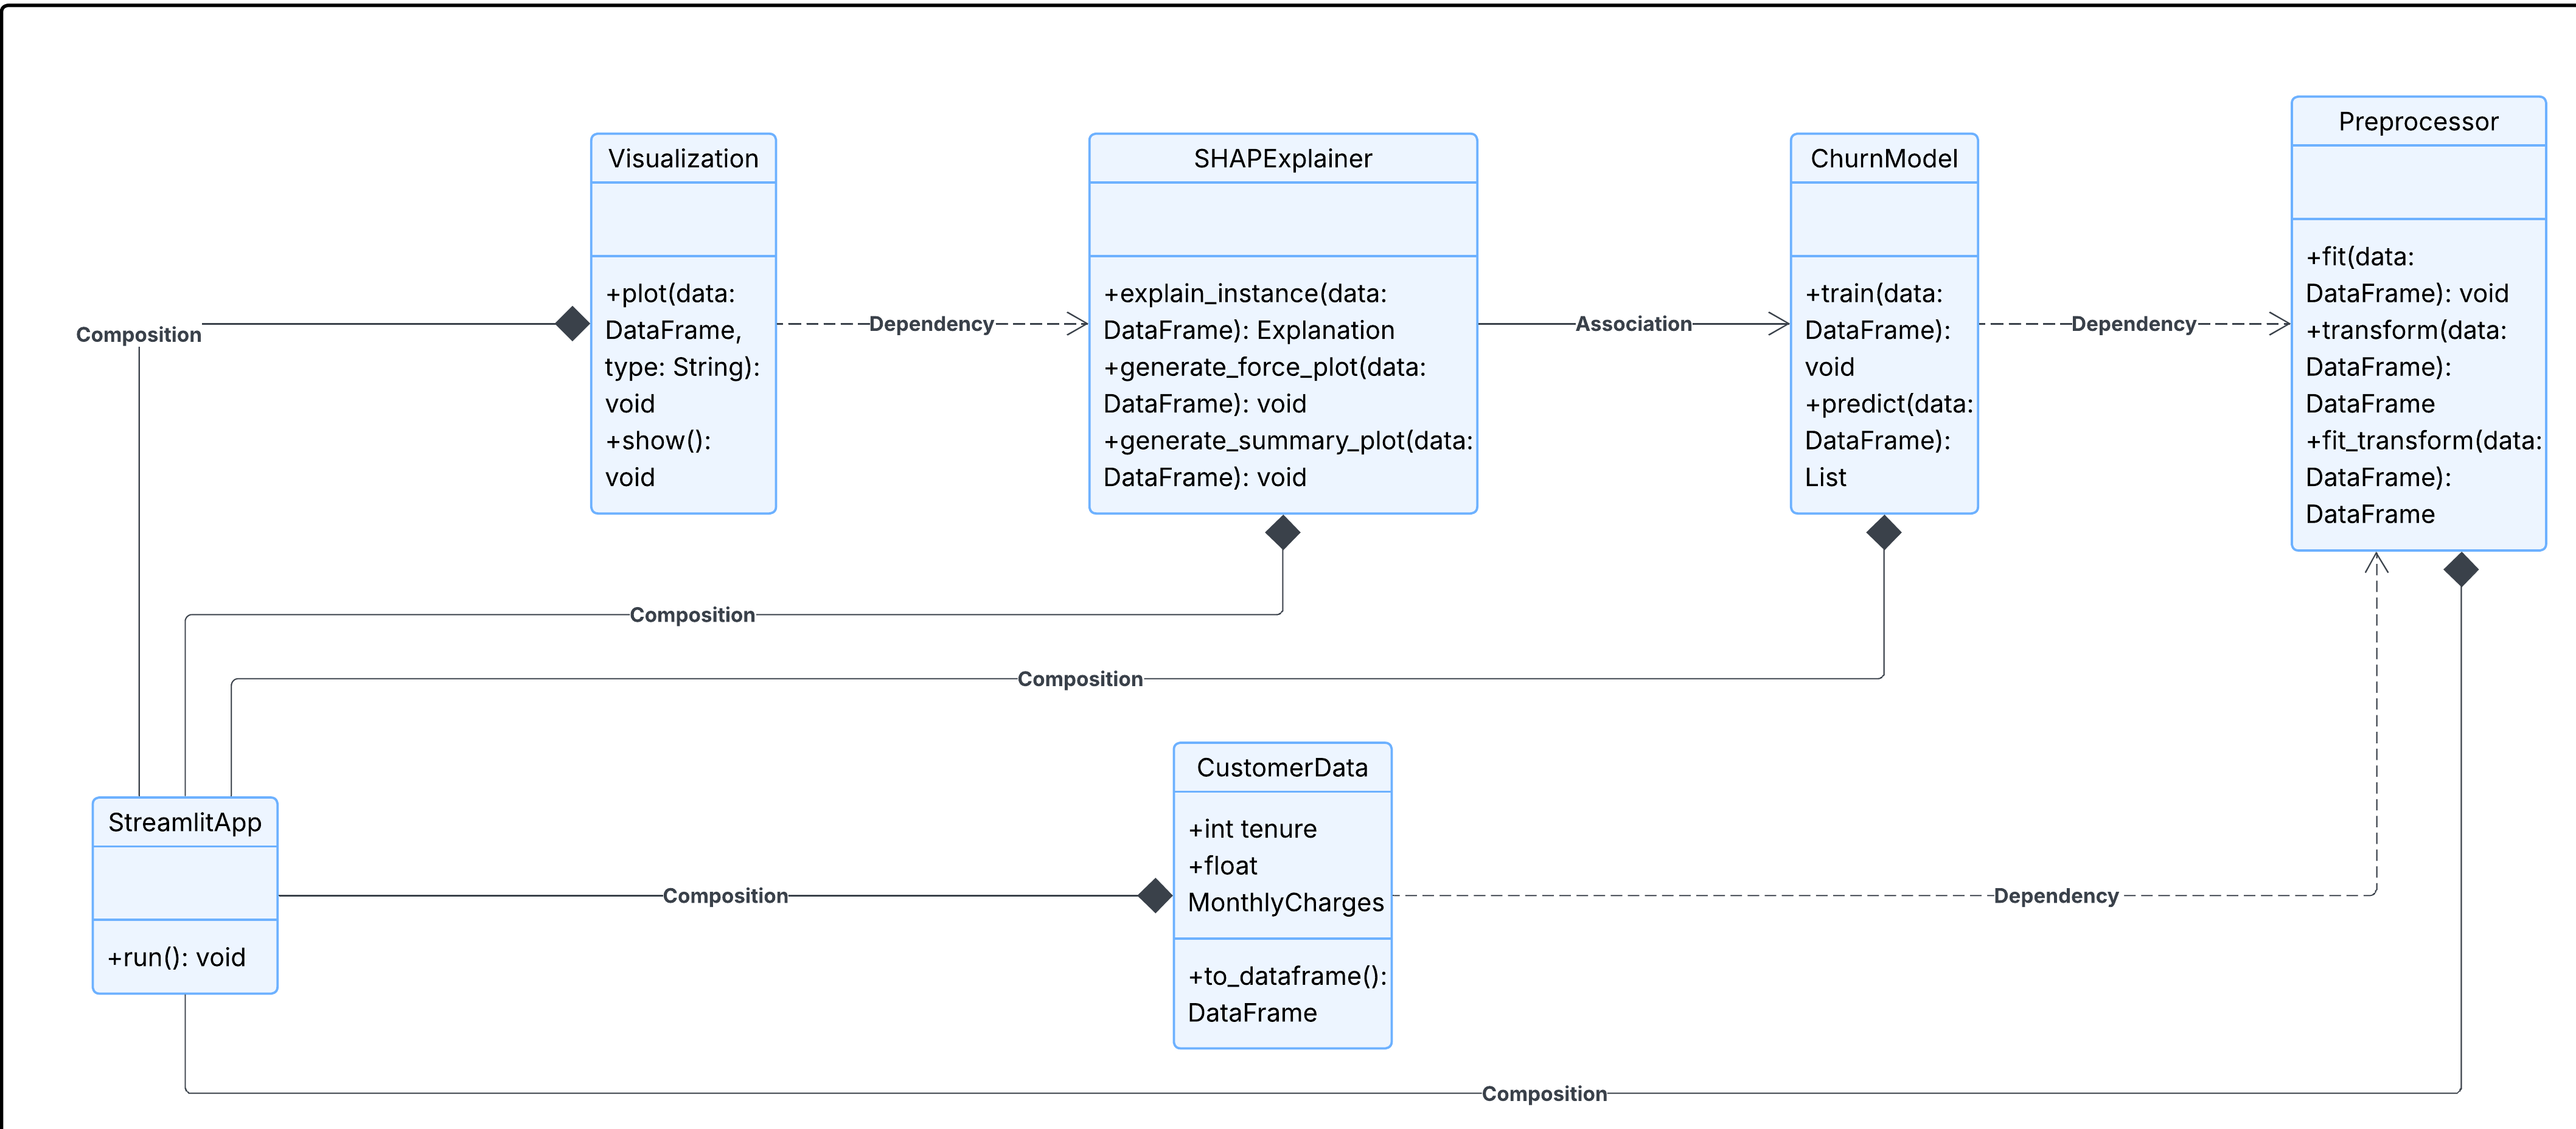 Visualization
+plot(data:
DataFrame,
type: String):
void
+show():
void
Dependency
SHAPExplainer
+explain_instance(data:
DataFrame): Explanation
+generate_force_plot(data:
DataFrame): void
+generate_summary_plot(data:
DataFrame): void
Association
ChurnModel
+train(data:
DataFrame):
void
+predict(data:
DataFrame):
List
Dependency
Preprocessor
+fit(data:
DataFrame): void
+transform(data:
DataFrame):
DataFrame
+fit_transform(data:
DataFrame):
DataFrame
Composition
Composition
Composition
StreamlitApp
+run(): void
Composition
CustomerData
+int tenure
+float
MonthlyCharges
+to_dataframe():
DataFrame
Dependency
Composition